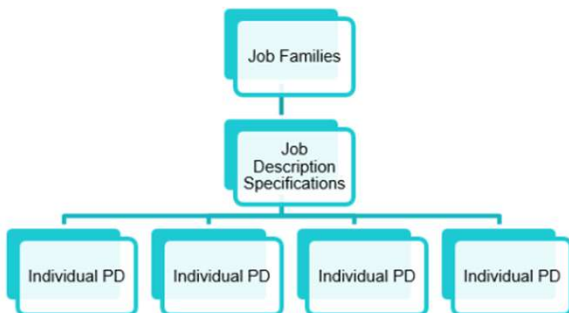 Job Families
Job
Description
Specifications
Individual PD
Individual PD
Individual PD
Individual PD